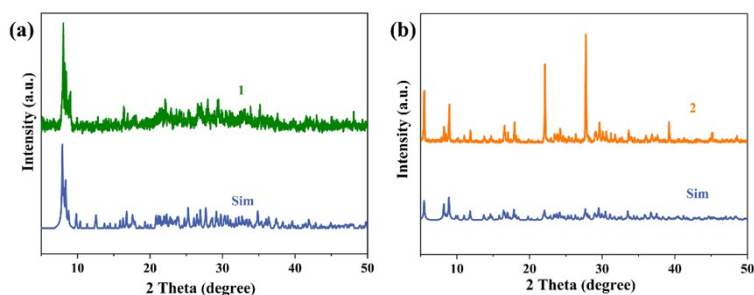 (a)
Intensity (a.u.)
1
Sim
10 20 30 40 50
2 Theta (degree)
(b)
Intensity (a.u.)
2
Sim
10 20 30 40 50
2 Theta (degree)